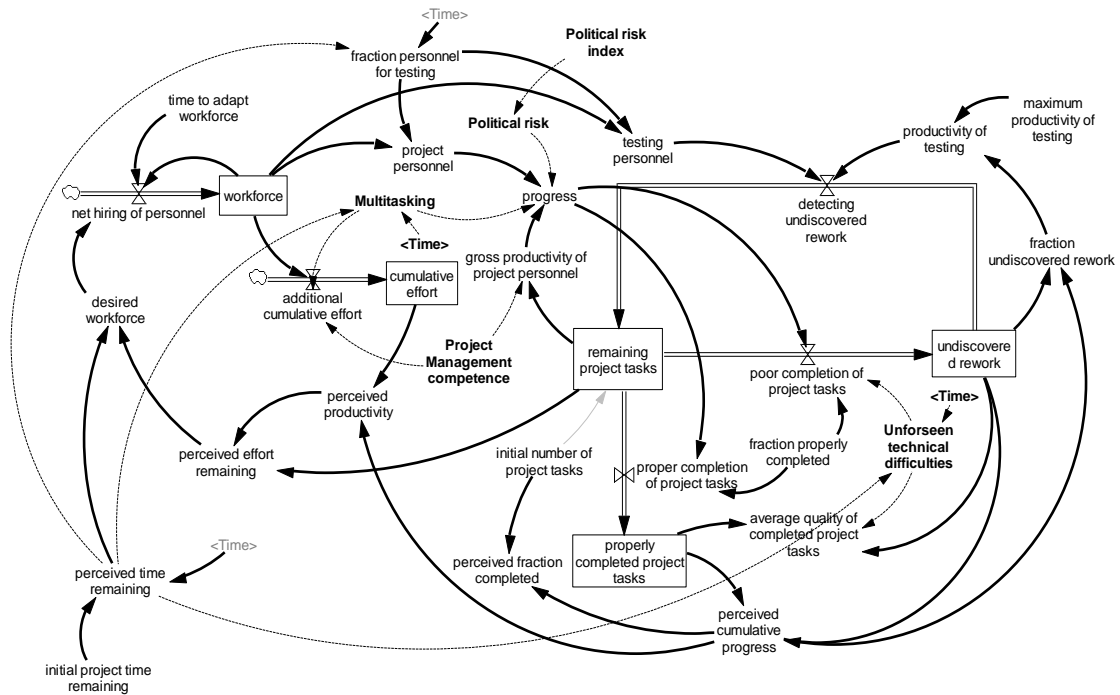 <Time>
fraction personnel
for testing
Political risk
index
time to adapt
workforce
Political risk
maximum
productivity of
testing
productivity of
testing
project
personnel
testing
personnel
workforce
net hiring of personnel
Multitasking
progress
detecting
undiscovered
rework
<Time>
fraction
undiscovered rework
gross productivity of
project personnel
cumulative
effort
additional
cumulative effort
desired
workforce
Project
Management
competence
remaining
project tasks
undiscovere
d rework
poor completion of
project tasks
<Time>
perceived
productivity
Unforseen
technical
difficulties
perceived effort
remaining
initial number of
project tasks
fraction properly
completed
proper completion
of project tasks
average quality of
completed project
tasks
<Time>
properly
completed project
tasks
perceived fraction
completed
perceived time
remaining
perceived
cumulative
progress
initial project time
remaining